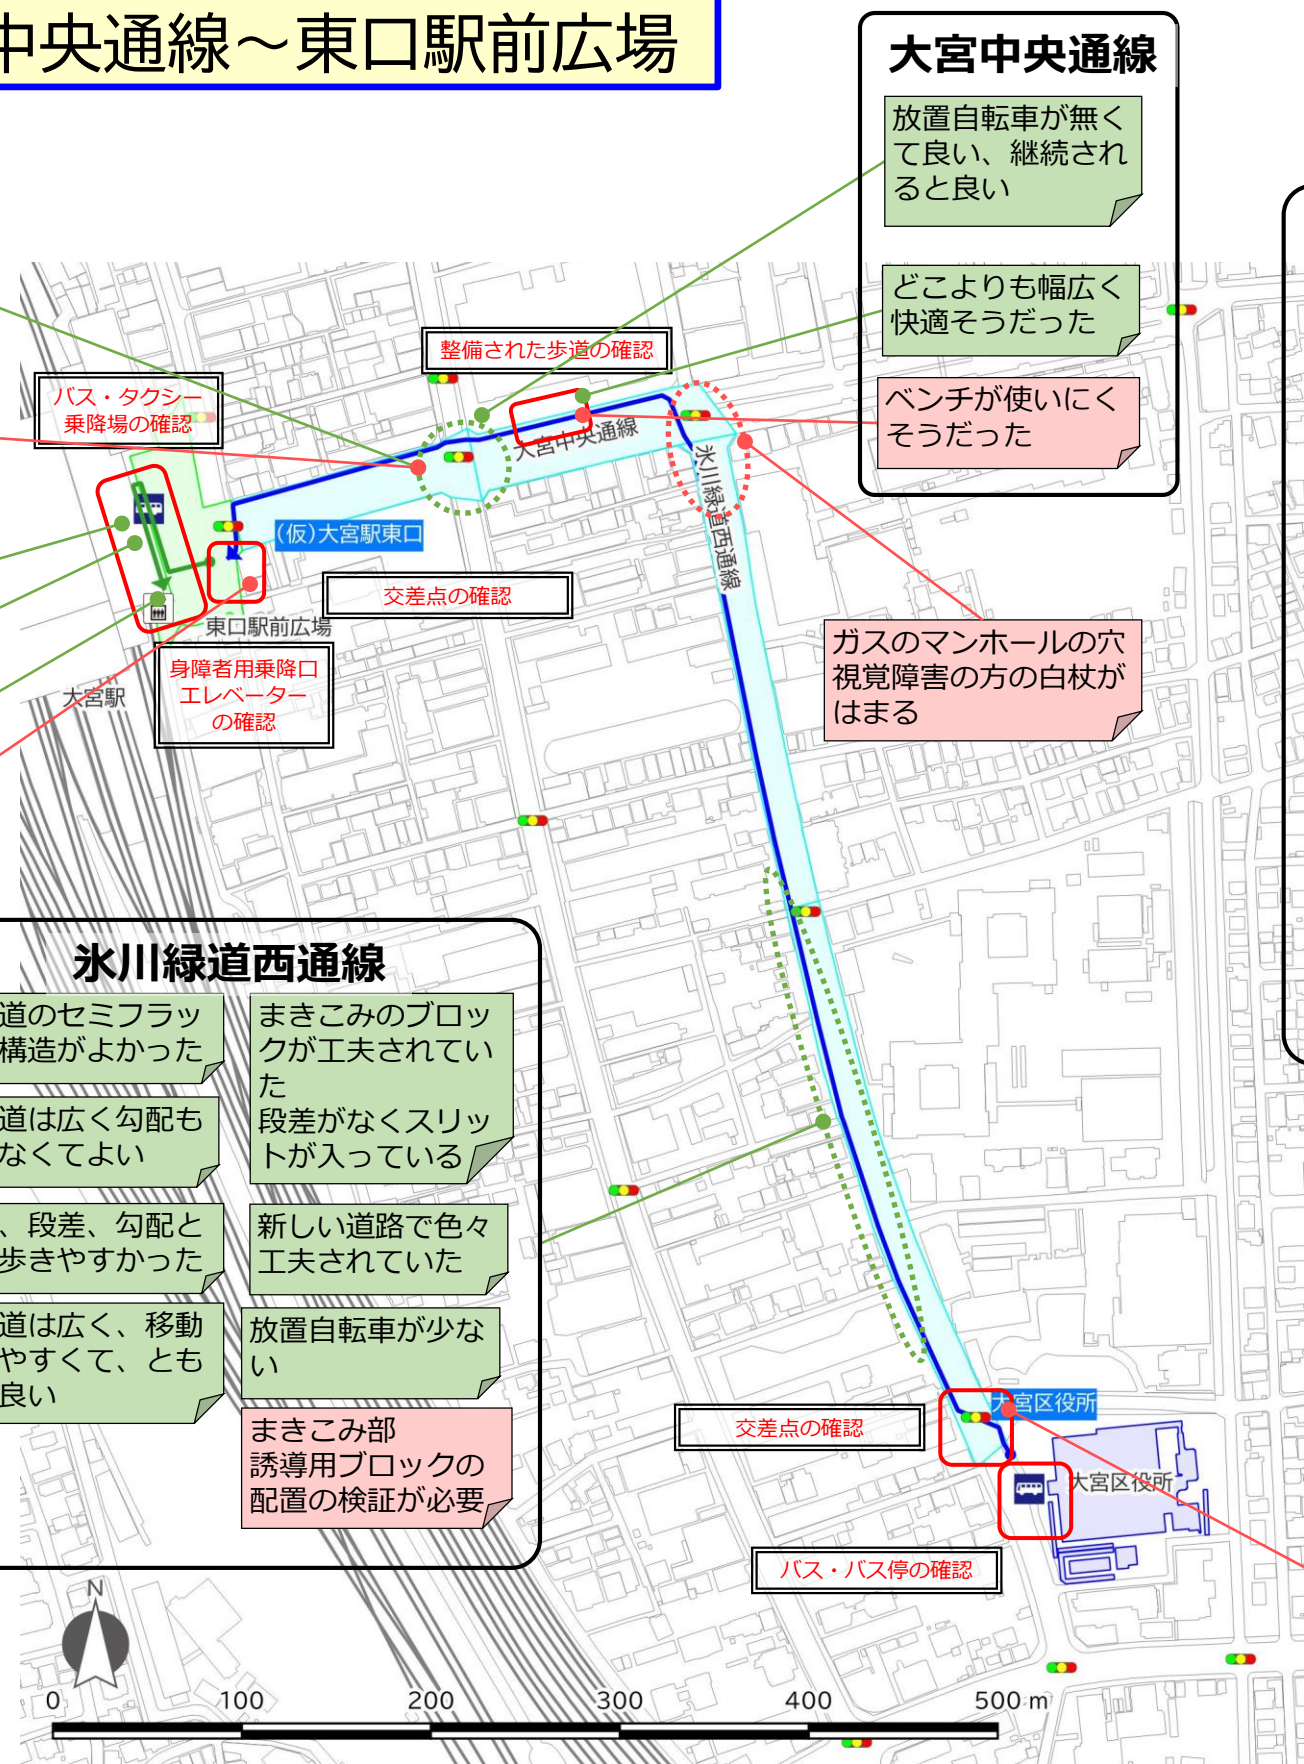 中央通線～東口駅前広場
大宮中央通線
放置自転車が無く
て良い、継続され
ると良い
どこよりも幅広く
快適そうだった
ベンチが使いにく
そうだった
整備された歩道の確認
バス・タクシー
乗降場の確認
大宮中央通線
氷川緑道西通線
(仮)大宮駅東口
交差点の確認
東口駅前広場
身障者用乗降口
エレベーター
の確認
大宮駅
ガスのマンホールの穴
視覚障害の方の白杖が
はまる
氷川緑道西通線
道のセミフラッ
構造がよかった
道は広く勾配も
なくてよい
、段差、勾配と
歩きやすかった
道は広く、移動
やすくて、とも
良い
まきこみのブロッ
クが工夫されてい
た
段差がなくスリッ
トが入っている
新しい道路で色々
工夫されていた
放置自転車が少な
い
まきこみ部
誘導用ブロックの
配置の検証が必要
交差点の確認
大宮区役所
大宮区役所
バス・バス停の確認
N
0 100 200 300 400 500 m